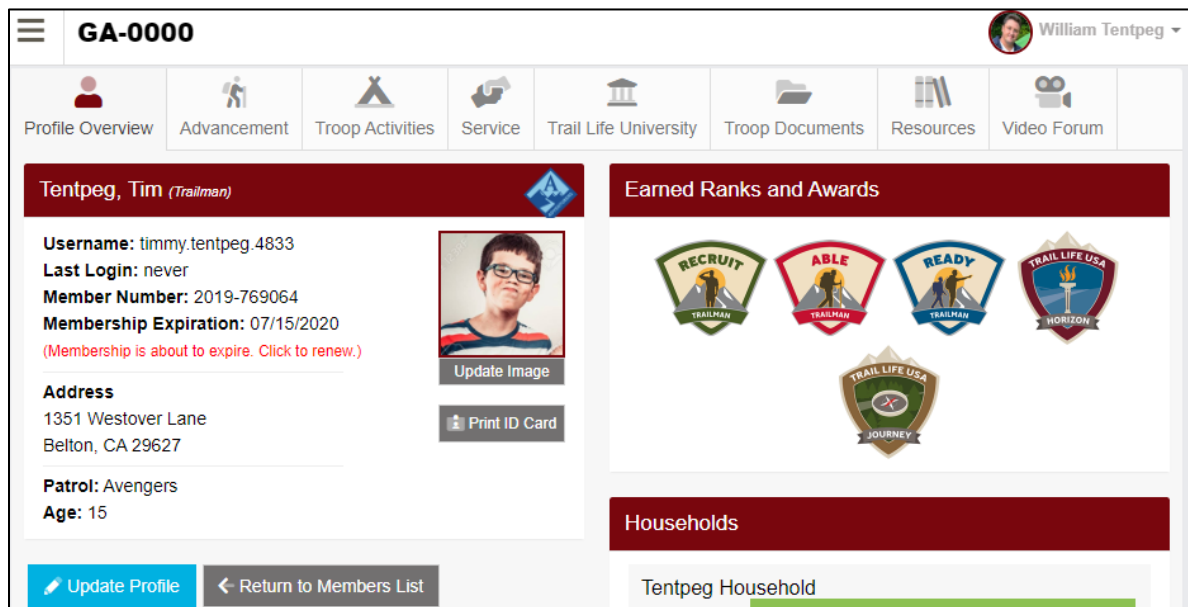 GA-0000
William Tentpeg
Profile Overview
Advancement
Troop Activities
Service
Trail Life University
Troop Documents
Resources
Video Forum
Tentpeg, Tim (Trailman)
A
Username: timmy.tentpeg.4833
Last Login: never
Member Number: 2019-769064
Membership Expiration: 07/15/2020
(Membership is about to expire. Click to renew.)
Update Image
Print ID Card
Address
1351 Westover Lane
Belton, CA 29627
Patrol: Avengers
Age: 15
Update Profile
Return to Members List
Earned Ranks and Awards
RECRUIT
TRAILMAN
ABLE
TRAILMAN
READY
TRAILMAN
TRAIL LIFE USA
HORIZON
TRAIL LIFE USA
JOURNEY
Households
Tentpeg Household